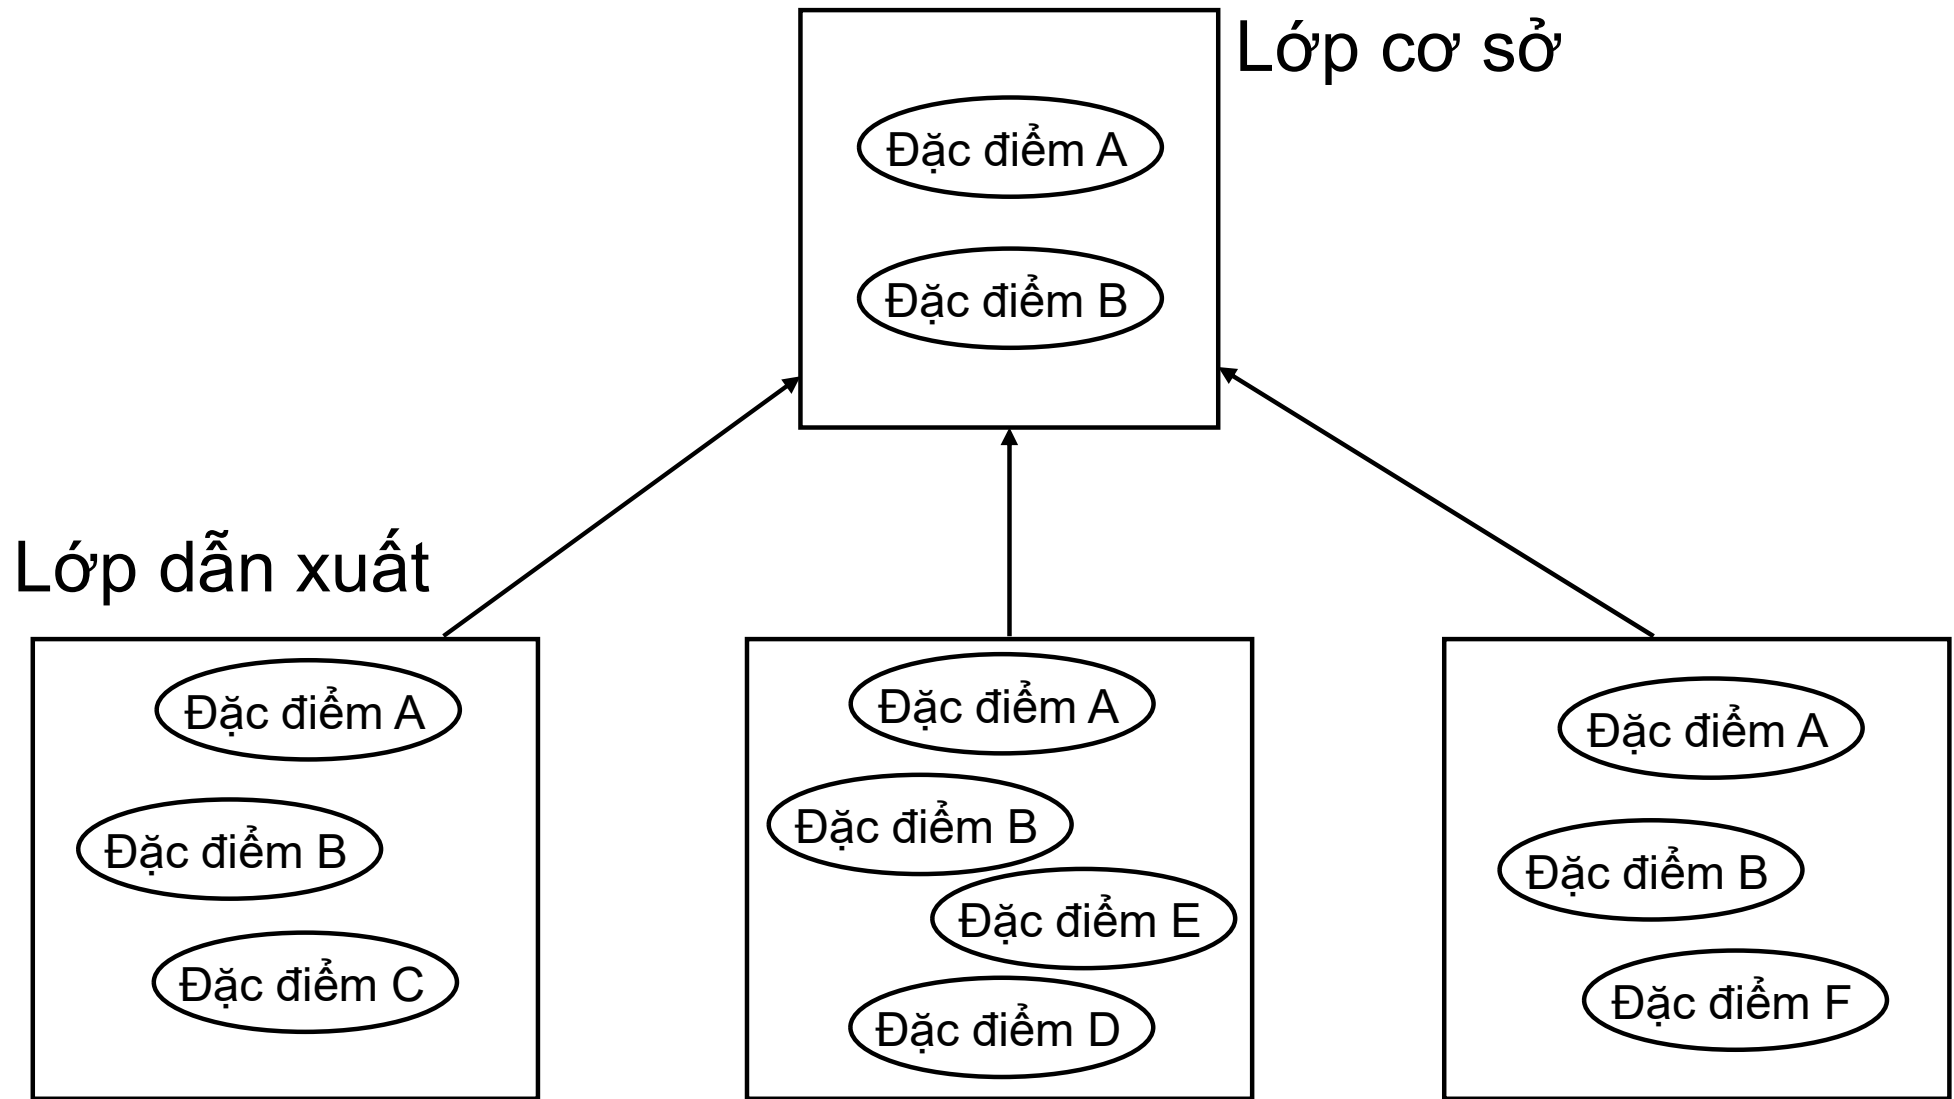 Lớp cơ sở
Đặc điểm A
Đặc điểm B
Lớp dẫn xuất
Đặc điểm A
Đặc điểm B
Đặc điểm C
Đặc điểm A
Đặc điểm B
Đặc điểm E
Đặc điểm D
Đặc điểm A
Đặc điểm B
Đặc điểm F